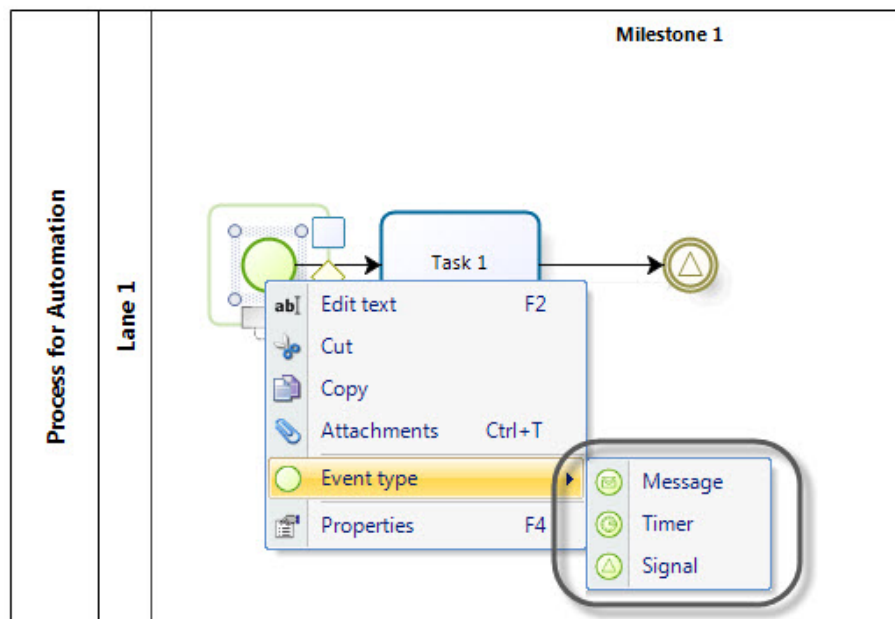 Milestone 1
Process for Automation
Lane 1
Task 1
Edit text F2
Cut
Copy
Attachments Ctrl+T
Event type
Properties F4
Message
Timer
Signal